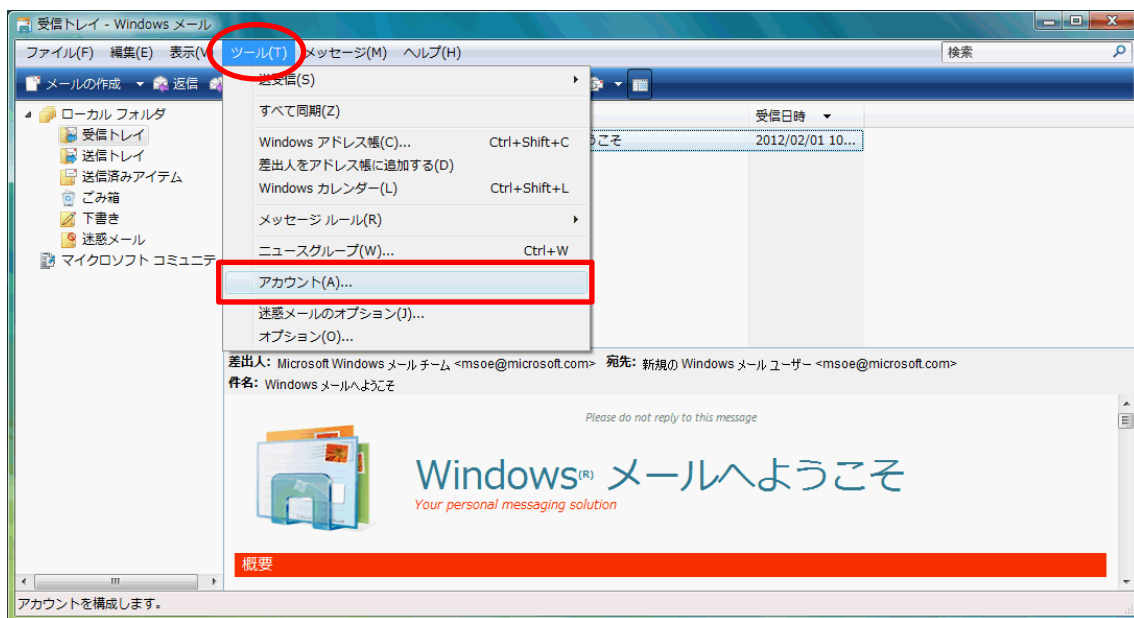 受信トレイ - Windows メール
ファイル(F) 編集(E) 表示(V ツール(T) メッセージ(M) ヘルプ(H)
検索
メールの作成 返信
ローカル フォルダ
受信トレイ
送信トレイ
送信済みアイテム
ごみ箱
下書き
迷惑メール
マイクロソフト コミュニテ
送受信(S)
すべて同期(Z)
Windows アドレス帳(C)... Ctrl+Shift+C
差出人をアドレス帳に追加する(D)
Windows カレンダー(L) Ctrl+Shift+L
メッセージ ルール(R)
ニュースグループ(W)... Ctrl+W
アカウント(A)...
迷惑メールのオプション(J)...
オプション(O)...
受信日時
うこそ 2012/02/01 10...
差出人: Microsoft Windows メール チーム <msoe@microsoft.com> 宛先: 新規の Windows メール ユーザー <msoe@microsoft.com>
件名: Windows メールへようこそ
Please do not reply to this message
Windows(R) メールへようこそ
Your personal messaging solution
概要
アカウントを構成します。